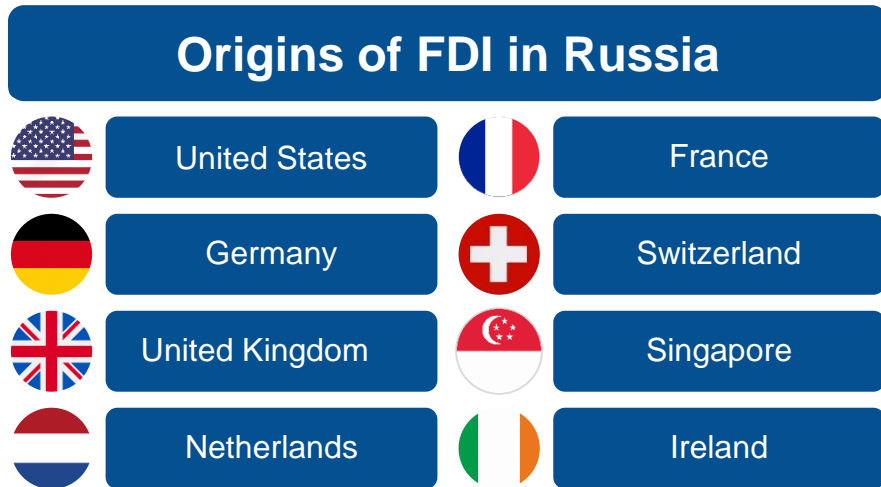 Origins of FDI in Russia
United States
France
Germany
Switzerland
United Kingdom
Singapore
Netherlands
Ireland